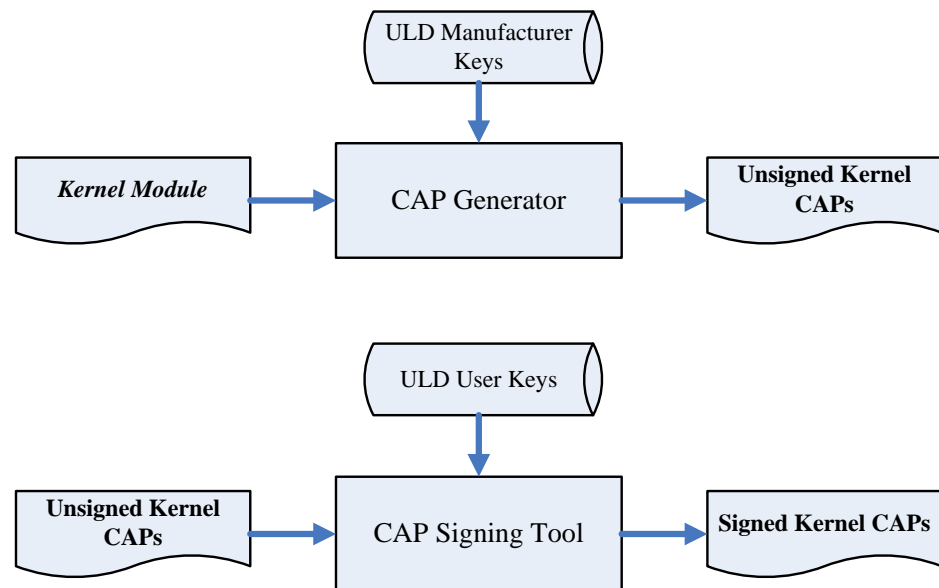 ULD Manufacturer
Keys
Kernel Module
CAP Generator
Unsigned Kernel
CAPs
ULD User Keys
Unsigned Kernel
CAPs
CAP Signing Tool
Signed Kernel CAPs